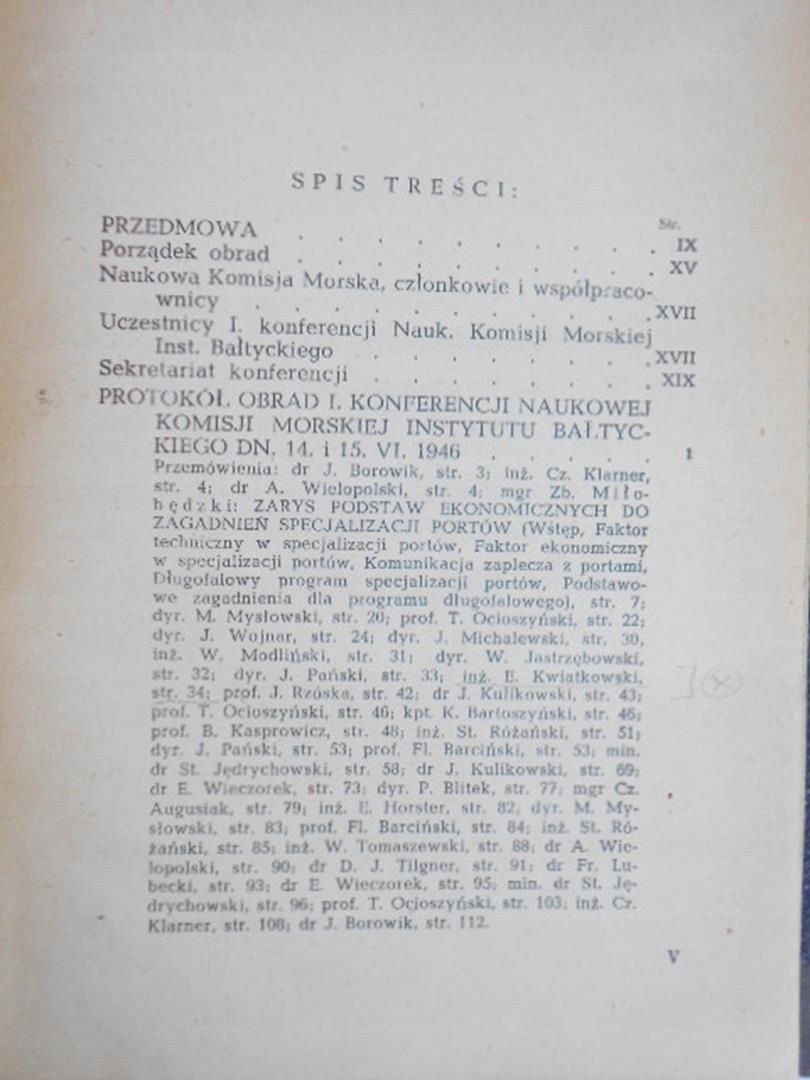 SPIS TREŚCI:
Str.
PRZEDMOWA . . . . . . . . . . IX
Porządek obrad . . . . . . . . . . XV
Naukowa Komisja Morska, członkowie i współpraco-
wnicy . . . . . . . . . . XVII
Uczestnicy I. konferencji Nauk. Komisji Morskiej
Inst. Bałtyckiego . . . . . . . XVII
Sekretariat konferencji . . . . . . . XIX
PROTOKÓŁ OBRAD I. KONFERENCJI NAUKOWEJ
KOMISJI MORSKIEJ INSTYTUTU BAŁTYC-
KIEGO DN. 14. i 15. VI. 1946 . . . . . 1
Przemówienia: dr J. Borowik, str. 3; inż. Cz. Klarner,
str. 4; dr A. Wielopolski, str. 4; mgr Zb. Miło-
będzki: ZARYS PODSTAW EKONOMICZNYCH DO
ZAGADNIEŃ SPECJALIZACJI PORTÓW (Wstęp, Faktor
techniczny w specjalizacji portów, Faktor ekonomiczny
w specjalizacji portów, Komunikacja zaplecza z portami,
Długofalowy program specjalizacji portów, Podstawo-
we zagadnienia dla programu długofalowego), str. 7;
dyr. M. Mysłowski, str. 20; prof. T. Ocioszyński, str. 22;
dyr. J. Wojnar, str. 24; dyr. J. Michalewski, str. 30,
inż. W. Modliński, str. 31; dyr. W. Jastrzębowski,
str. 32; dyr. J. Pański, str. 33; inż. E. Kwiatkowski,
str. 34; prof. J. Rzóska, str. 42; dr J. Kulikowski, str. 43;
prof. T. Ocioszyński, str. 46; kpt. K. Bartoszyński, str. 46;
prof. B. Kasprowicz, str. 48; inż. St. Różański, str. 51;
dyr. J. Pański, str. 53; prof. Fl. Barciński, str. 53; min.
dr St. Jędrychowski, str. 58; dr J. Kulikowski, str. 69;
dr E. Wieczorek, str. 73; dyr. P. Blitek, str. 77; mgr Cz.
Augusiak, str. 79; inż. E. Horster, str. 82, dyr. M. My-
słowski, str. 83; prof. Fl. Barciński, str. 84; inż. St. Ró-
żański, str. 85; inż. W. Tomaszewski, str. 88; dr A. Wie-
lopolski, str. 90; dr D. J. Tilgner, str. 91; dr Fr. Lu-
becki, str. 93; dr E. Wieczorek, str. 95; min. dr St. Ję-
drychowski, str. 96; prof. T. Ocioszyński, str. 103; inż. Cz.
Klarner, str. 108; dr J. Borowik, str. 112.
V